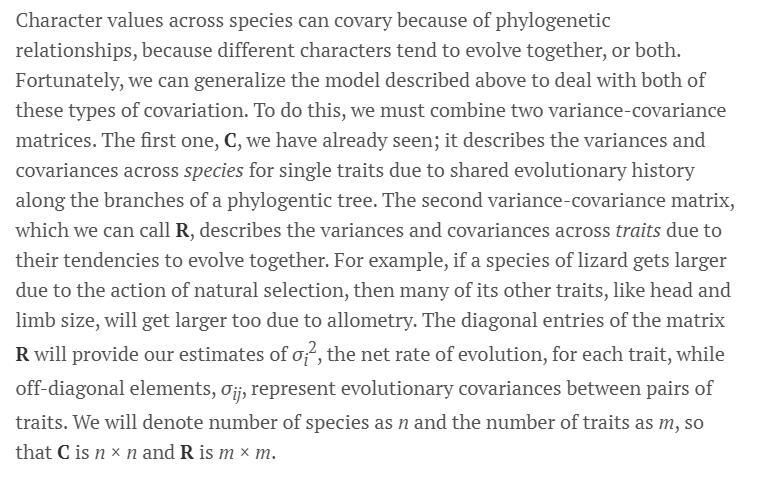 Character values across species can covary because of phylogenetic
relationships, because different characters tend to evolve together, or both.
Fortunately, we can generalize the model described above to deal with both of
these types of covariation. To do this, we must combine two variance-covariance
matrices. The first one, C, we have already seen; it describes the variances and
covariances across species for single traits due to shared evolutionary history
along the branches of a phylogentic tree. The second variance-covariance matrix,
which we can call R, describes the variances and covariances across traits due to
their tendencies to evolve together. For example, if a species of lizard gets larger
due to the action of natural selection, then many of its other traits, like head and
limb size, will get larger too due to allometry. The diagonal entries of the matrix
R will provide our estimates of σᵢ², the net rate of evolution, for each trait, while
off-diagonal elements, σᵢⱼ, represent evolutionary covariances between pairs of
traits. We will denote number of species as n and the number of traits as m, so
that C is n × n and R is m × m.